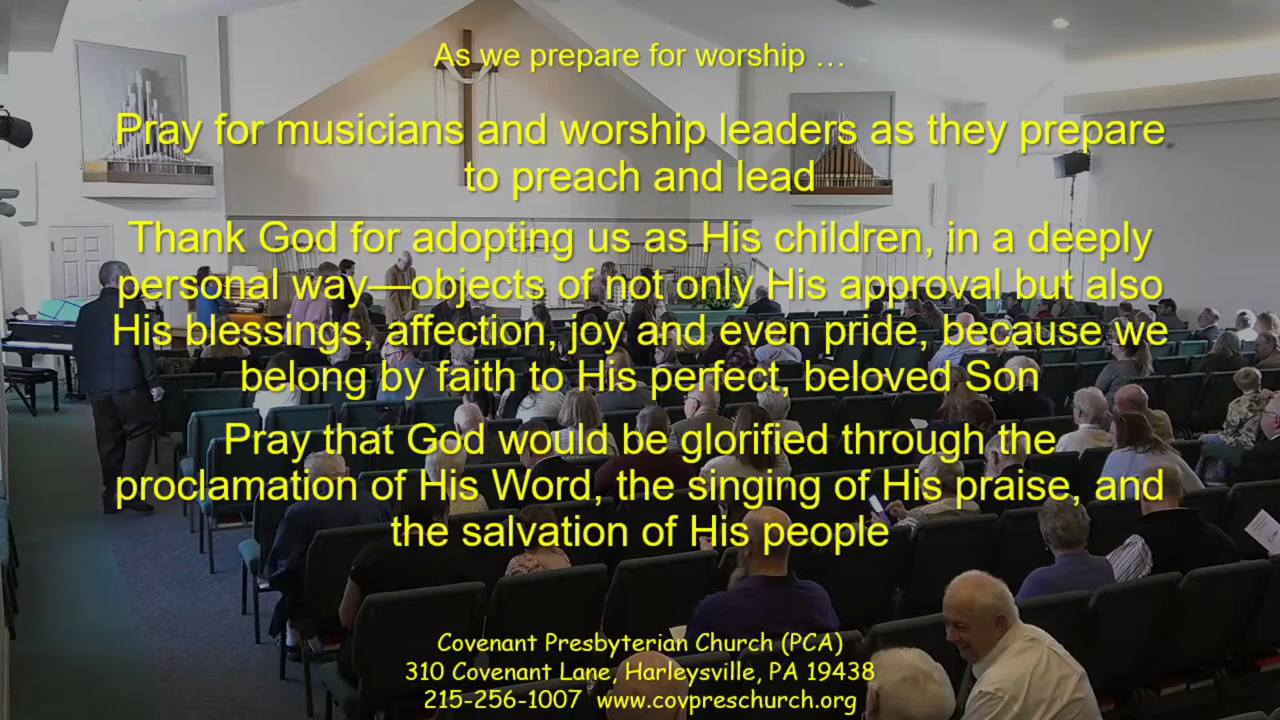 As we prepare for worship …
Pray for musicians and worship leaders as they prepare
to preach and lead
Thank God for adopting us as His children, in a deeply
personal way—objects of not only His approval but also
His blessings, affection, joy and even pride, because we
belong by faith to His perfect, beloved Son
Pray that God would be glorified through the
proclamation of His Word, the singing of His praise, and
the salvation of His people
Covenant Presbyterian Church (PCA)
310 Covenant Lane, Harleysville, PA 19438
215-256-1007 www.covpreschurch.org